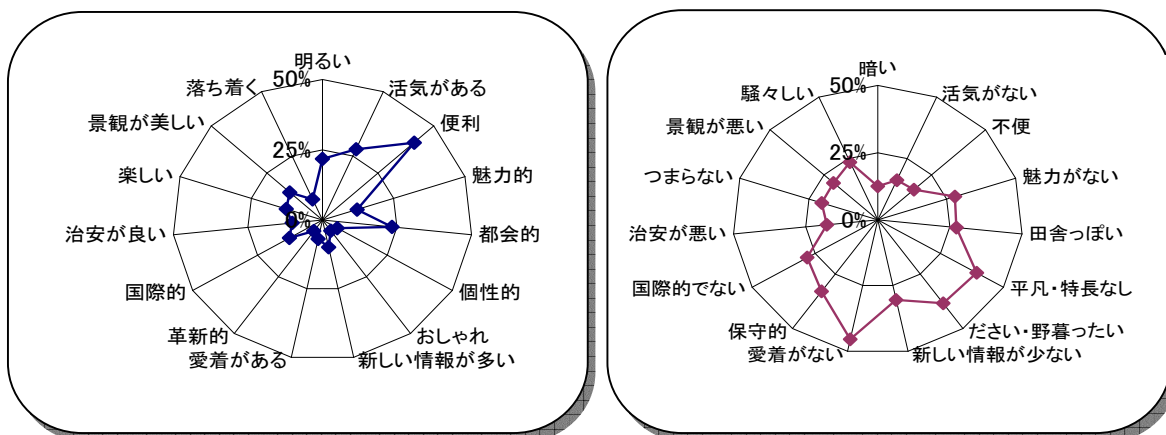 明るい
50%
活気がある
便利
魅力的
都会的
個性的
おしゃれ
新しい情報が多い
愛着がある
革新的
国際的
治安が良い
楽しい
景観が美しい
落ち着く
25%
0%
暗い
50%
活気がない
不便
魅力がない
田舎っぽい
平凡・特長なし
ださい・野暮ったい
新しい情報が少ない
愛着がない
保守的
国際的でない
治安が悪い
つまらない
景観が悪い
騒々しい
25%
0%